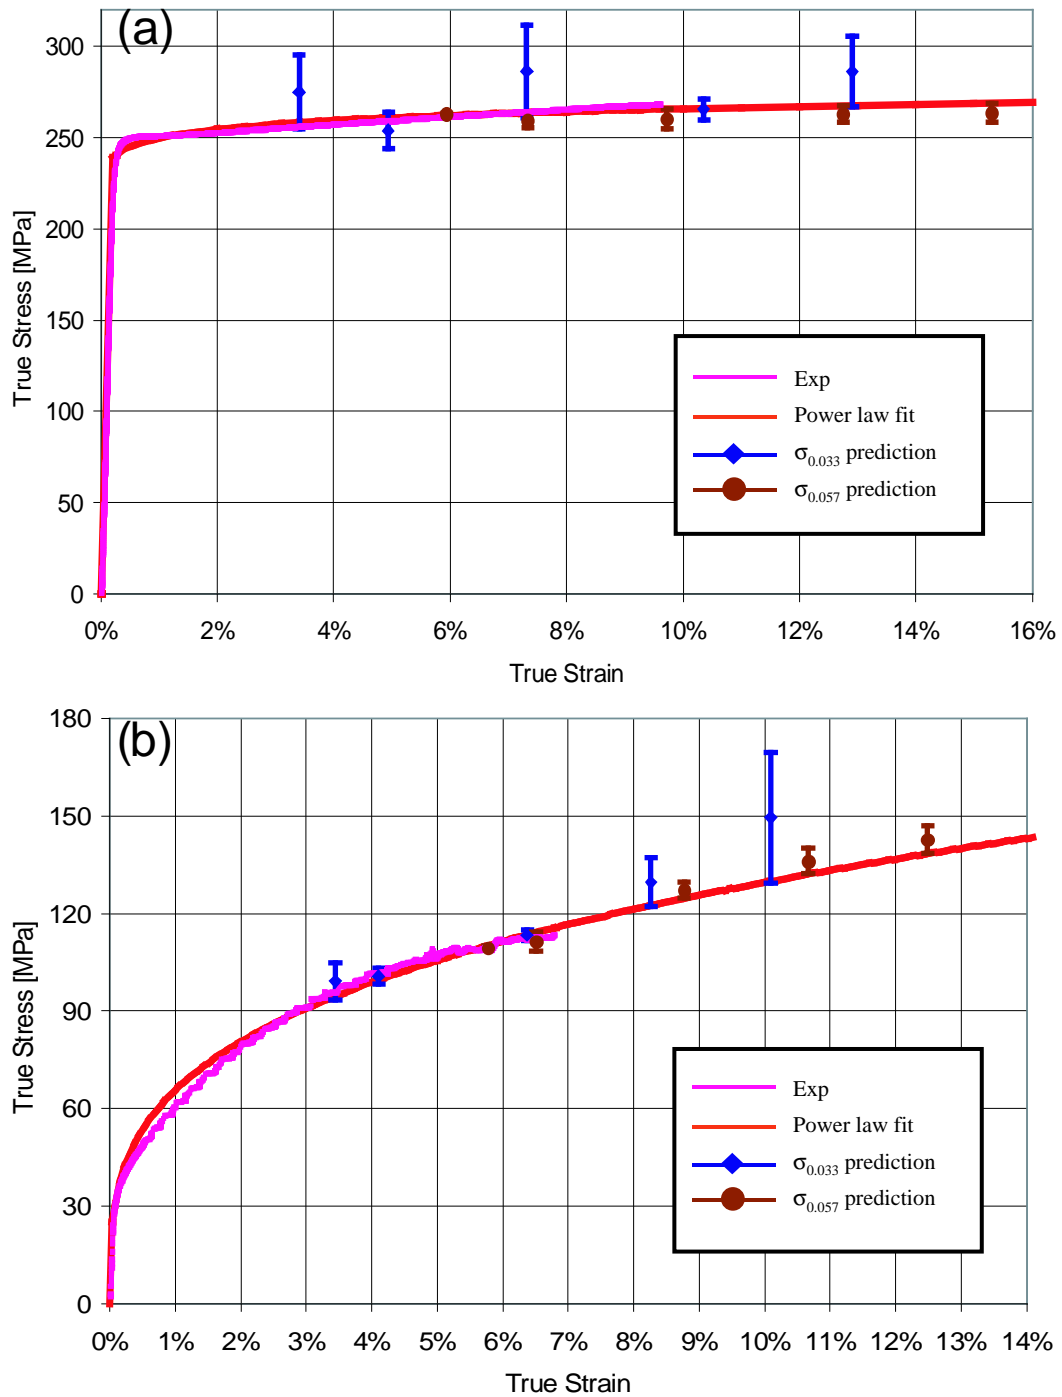 (a)
300
250
200
150
100
50
0
True Stress [MPa]
Exp
Power law fit
σ0.033 prediction
σ0.057 prediction
0% 2% 4% 6% 8% 10% 12% 14% 16%
True Strain
(b)
180
150
120
90
60
30
0
True Stress [MPa]
Exp
Power law fit
σ0.033 prediction
σ0.057 prediction
0% 1% 2% 3% 4% 5% 6% 7% 8% 9% 10% 11% 12% 13% 14%
True Strain